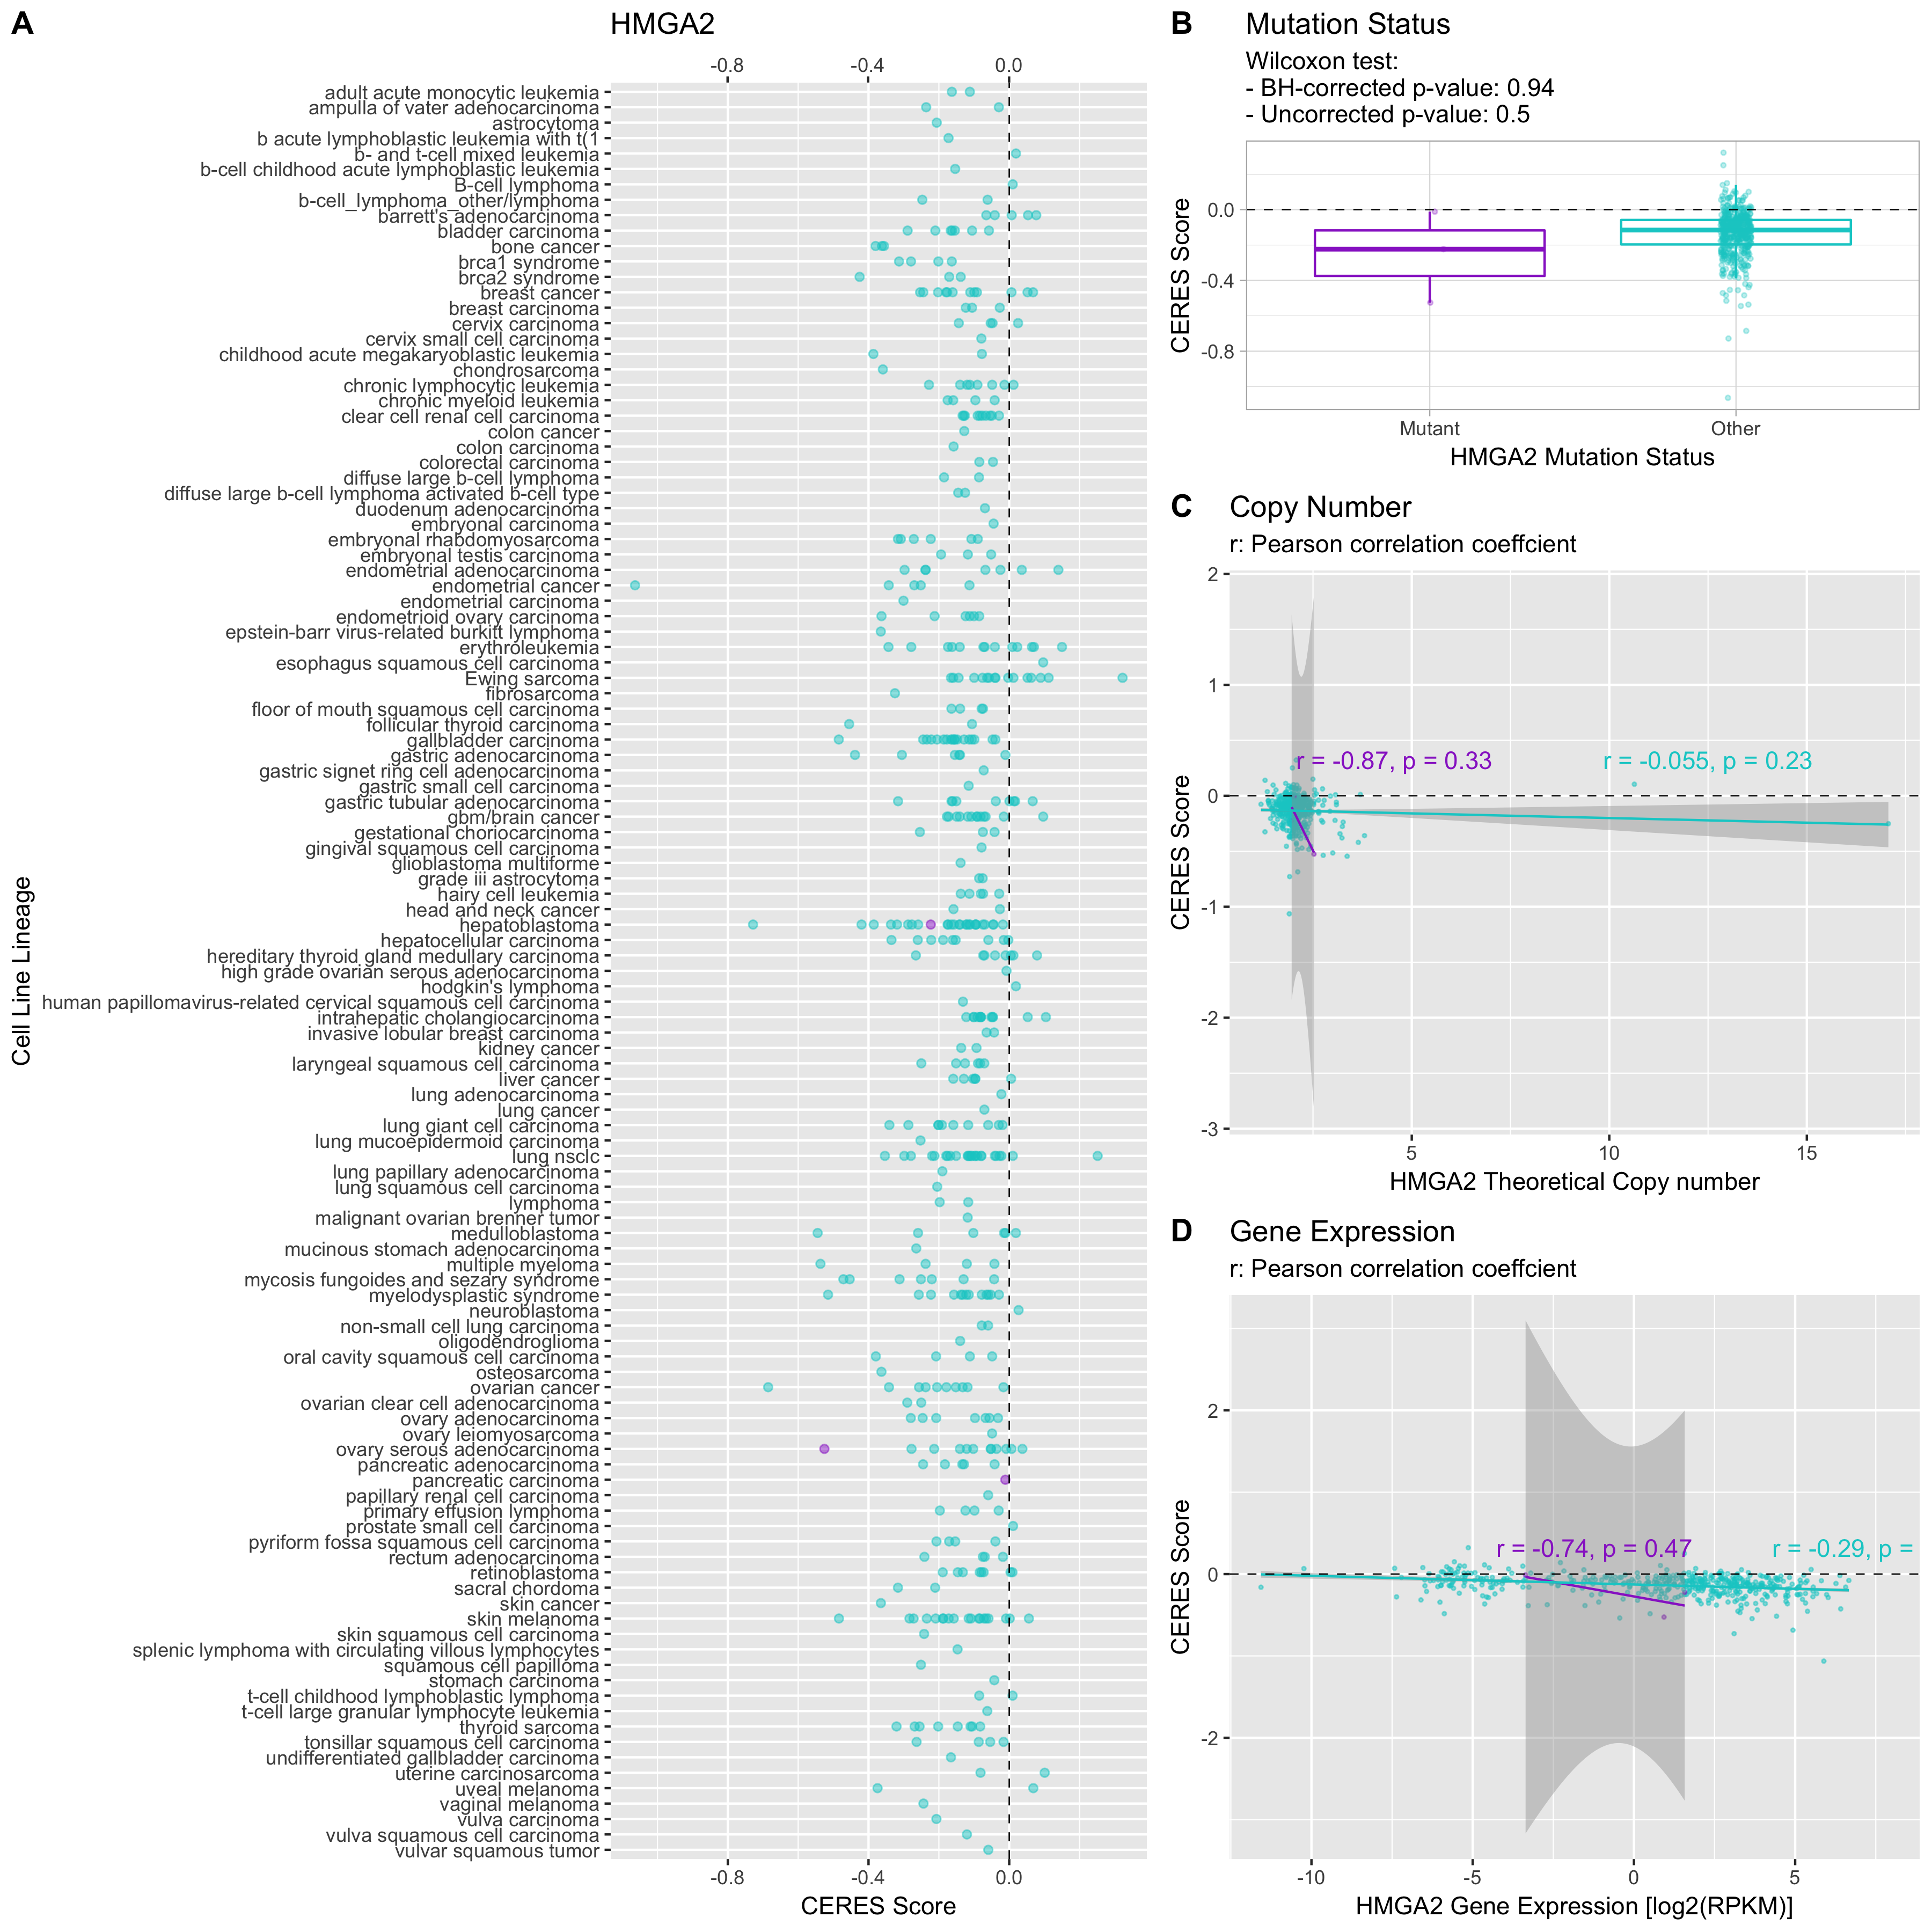 A
HMGA2
-0.8
-0.4
0.0
adult acute monocytic leukemia
ampulla of vater adenocarcinoma
astrocytoma
b acute lymphoblastic leukemia with t(1
b- and t-cell mixed leukemia
b-cell childhood acute lymphoblastic leukemia
B-cell lymphoma
b-cell_lymphoma_other/lymphoma
barrett's adenocarcinoma
bladder carcinoma
bone cancer
brca1 syndrome
brca2 syndrome
breast cancer
breast carcinoma
cervix carcinoma
cervix small cell carcinoma
childhood acute megakaryoblastic leukemia
chondrosarcoma
chronic lymphocytic leukemia
chronic myeloid leukemia
clear cell renal cell carcinoma
colon cancer
colon carcinoma
colorectal carcinoma
diffuse large b-cell lymphoma
diffuse large b-cell lymphoma activated b-cell type
duodenum adenocarcinoma
embryonal carcinoma
embryonal rhabdomyosarcoma
embryonal testis carcinoma
endometrial adenocarcinoma
endometrial cancer
endometrial carcinoma
endometrioid ovary carcinoma
epstein-barr virus-related burkitt lymphoma
erythroleukemia
esophagus squamous cell carcinoma
Ewing sarcoma
fibrosarcoma
floor of mouth squamous cell carcinoma
follicular thyroid carcinoma
gallbladder carcinoma
gastric adenocarcinoma
gastric signet ring cell adenocarcinoma
gastric small cell carcinoma
gastric tubular adenocarcinoma
gbm/brain cancer
gestational choriocarcinoma
gingival squamous cell carcinoma
glioblastoma multiforme
grade iii astrocytoma
hairy cell leukemia
head and neck cancer
hepatoblastoma
hepatocellular carcinoma
hereditary thyroid gland medullary carcinoma
high grade ovarian serous adenocarcinoma
hodgkin's lymphoma
human papillomavirus-related cervical squamous cell carcinoma
intrahepatic cholangiocarcinoma
invasive lobular breast carcinoma
kidney cancer
laryngeal squamous cell carcinoma
liver cancer
lung adenocarcinoma
lung cancer
lung giant cell carcinoma
lung mucoepidermoid carcinoma
lung nsclc
lung papillary adenocarcinoma
lung squamous cell carcinoma
lymphoma
malignant ovarian brenner tumor
medulloblastoma
mucinous stomach adenocarcinoma
multiple myeloma
mycosis fungoides and sezary syndrome
myelodysplastic syndrome
neuroblastoma
non-small cell lung carcinoma
oligodendroglioma
oral cavity squamous cell carcinoma
osteosarcoma
ovarian cancer
ovarian clear cell adenocarcinoma
ovary adenocarcinoma
ovary leiomyosarcoma
ovary serous adenocarcinoma
pancreatic adenocarcinoma
pancreatic carcinoma
papillary renal cell carcinoma
primary effusion lymphoma
prostate small cell carcinoma
pyriform fossa squamous cell carcinoma
rectum adenocarcinoma
retinoblastoma
sacral chordoma
skin cancer
skin melanoma
skin squamous cell carcinoma
splenic lymphoma with circulating villous lymphocytes
squamous cell papilloma
stomach carcinoma
t-cell childhood lymphoblastic lymphoma
t-cell large granular lymphocyte leukemia
thyroid sarcoma
tonsillar squamous cell carcinoma
undifferentiated gallbladder carcinoma
uterine carcinosarcoma
uveal melanoma
vaginal melanoma
vulva carcinoma
vulva squamous cell carcinoma
vulvar squamous tumor
Cell Line Lineage
-0.8
-0.4
0.0
CERES Score
B
Mutation Status
Wilcoxon test:
- BH-corrected p-value: 0.94
- Uncorrected p-value: 0.5
0.0
-0.4
-0.8
CERES Score
Mutant
Other
HMGA2 Mutation Status
C
Copy Number
r: Pearson correlation coeffcient
2
1
0
-1
-2
-3
CERES Score
r = -0.87, p = 0.33
r = -0.055, p = 0.23
5
10
15
HMGA2 Theoretical Copy number
D
Gene Expression
r: Pearson correlation coeffcient
2
0
-2
CERES Score
r = -0.74, p = 0.47
r = -0.29, p =
-10
-5
0
5
HMGA2 Gene Expression [log2(RPKM)]